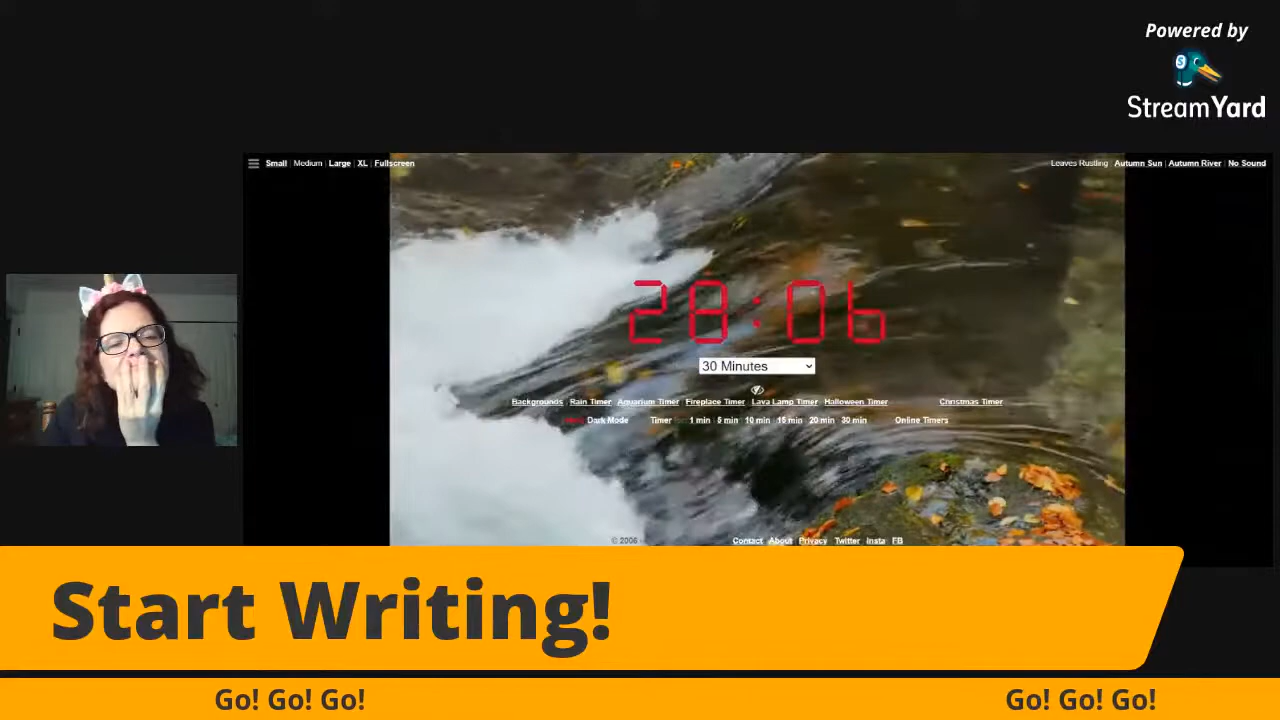 Powered by
StreamYard
Small | Medium | Large | XL | Fullscreen
Leaves Rustling Autumn Sun | Autumn River | No Sound
28:06
30 Minutes
Backgrounds Rain Timer Aquarium Timer Fireplace Timer Lava Lamp Timer Halloween Timer Christmas Timer
Dark Mode Timer 1 min 5 min 10 min 15 min 20 min 30 min Online Timers
© 2006
Contact About Privacy Twitter Insta FB
Start Writing!
Go! Go! Go! Go! Go! Go!